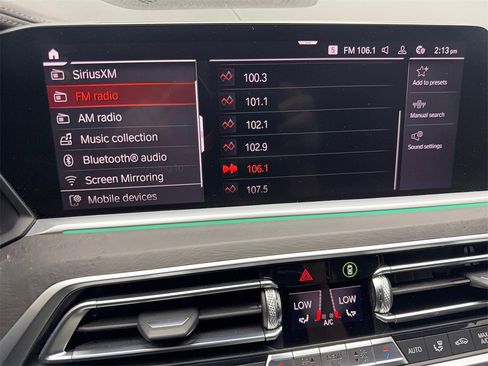 5 FM 106.1 2:13 pm
SiriusXM
FM radio
AM radio
Music collection
Bluetooth® audio
Screen Mirroring
Mobile devices
100.3
101.1
102.1
102.9
106.1
107.5
Add to presets
Manual search
Sound settings
LOW LOW
A/C
AUTO
MAX
A/C